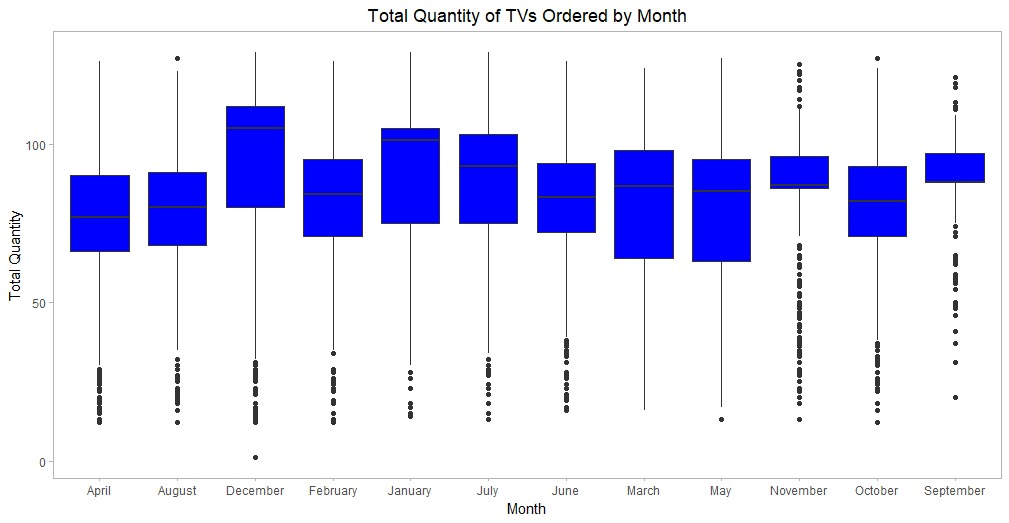 Total Quantity of TVs Ordered by Month
Total Quantity
100
50
0
April August December February January July June March May November October September
Month